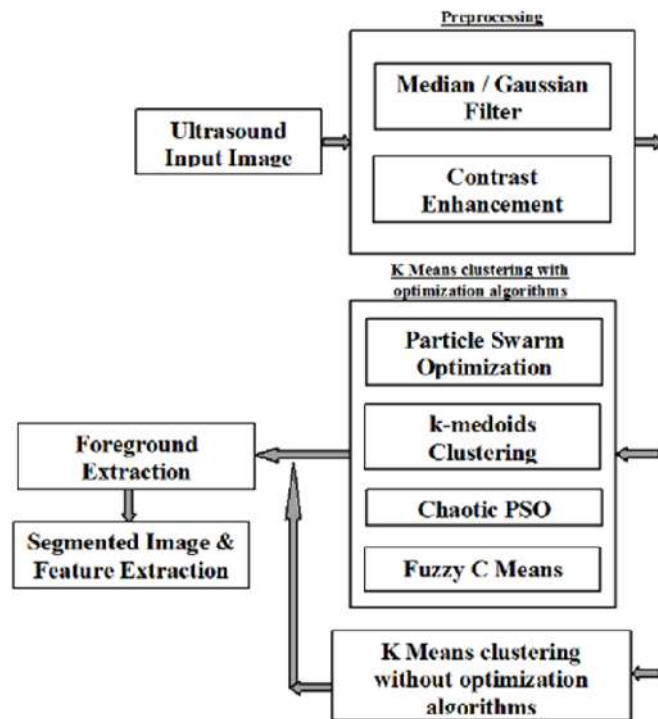 Preprocessing
Median / Gaussian
Filter
Ultrasound
Input Image
Contrast
Enhancement
K Means clustering with
optimization algorithms
Particle Swarm
Optimization
k-medoids
Clustering
Foreground
Extraction
Chaotic PSO
Segmented Image &
Feature Extraction
Fuzzy C Means
K Means clustering
without optimization
algorithms